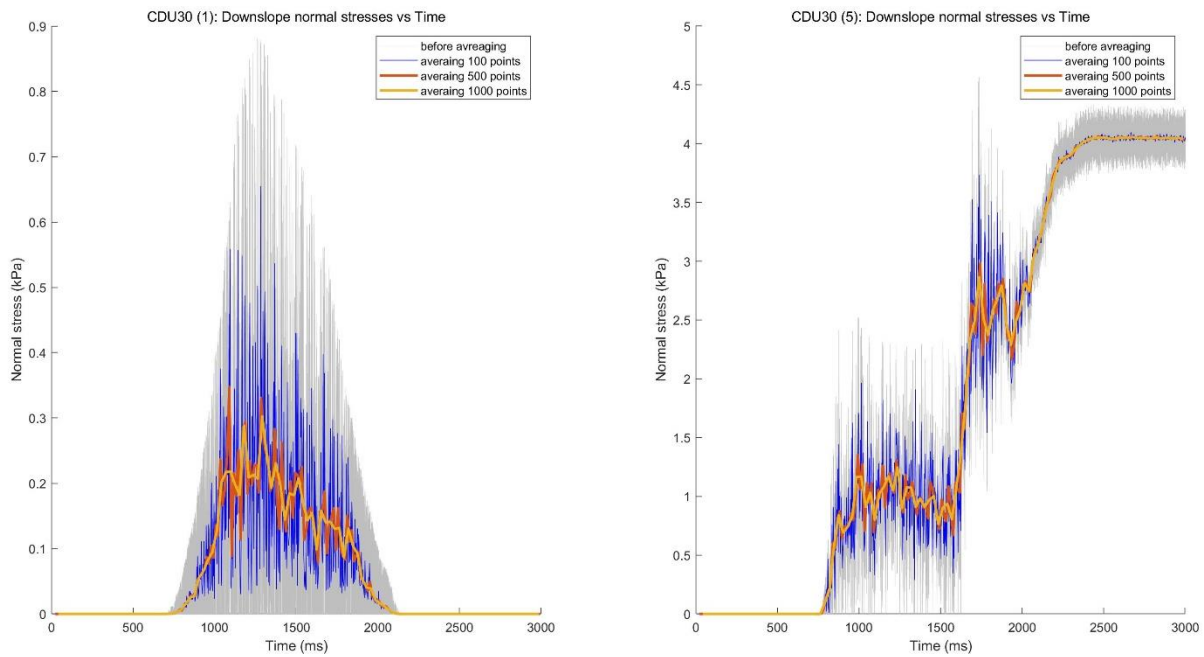 CDU30 (1): Downslope normal stresses vs Time
0.9
0.8
0.7
0.6
0.5
0.4
0.3
0.2
0.1
0
Normal stress (kPa)
before avreaging
averaing 100 points
averaing 500 points
averaing 1000 points
0 500 1000 1500 2000 2500 3000
Time (ms)
CDU30 (5): Downslope normal stresses vs Time
5
4.5
4
3.5
3
2.5
2
1.5
1
0.5
0
Normal stress (kPa)
before avreaging
averaing 100 points
averaing 500 points
averaing 1000 points
0 500 1000 1500 2000 2500 3000
Time (ms)